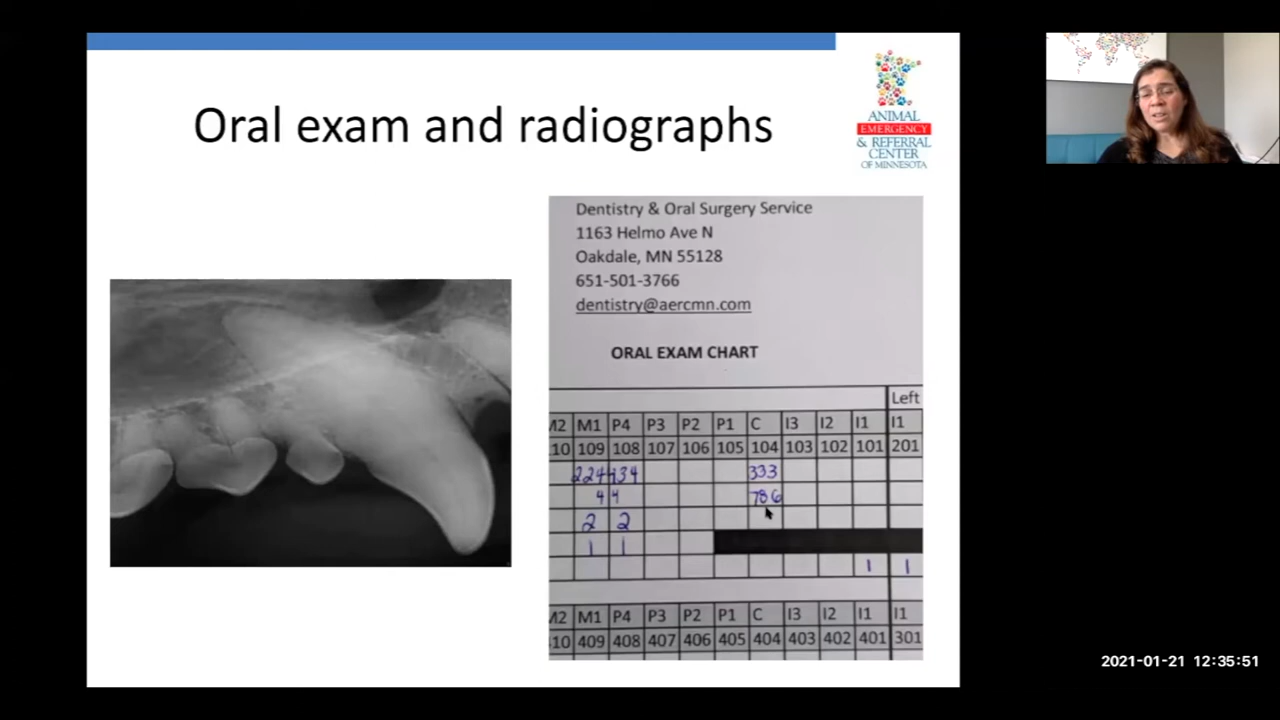 Oral exam and radiographs
ANIMAL
EMERGENCY
& REFERRAL
CENTER
OF MINNESOTA
Dentistry & Oral Surgery Service
1163 Helmo Ave N
Oakdale, MN 55128
651-501-3766
dentistry@aercmn.com
ORAL EXAM CHART
Left
M2 M1 P4 P3 P2 P1 C I3 I2 I1 I1
10 109 108 107 106 105 104 103 102 101 201
224 434 333
4 4 786
2 2
1 1
1 1
M2 M1 P4 P3 P2 P1 C I3 I2 I1 I1
10 409 408 407 406 405 404 403 402 401 301
2021-01-21 12:35:51